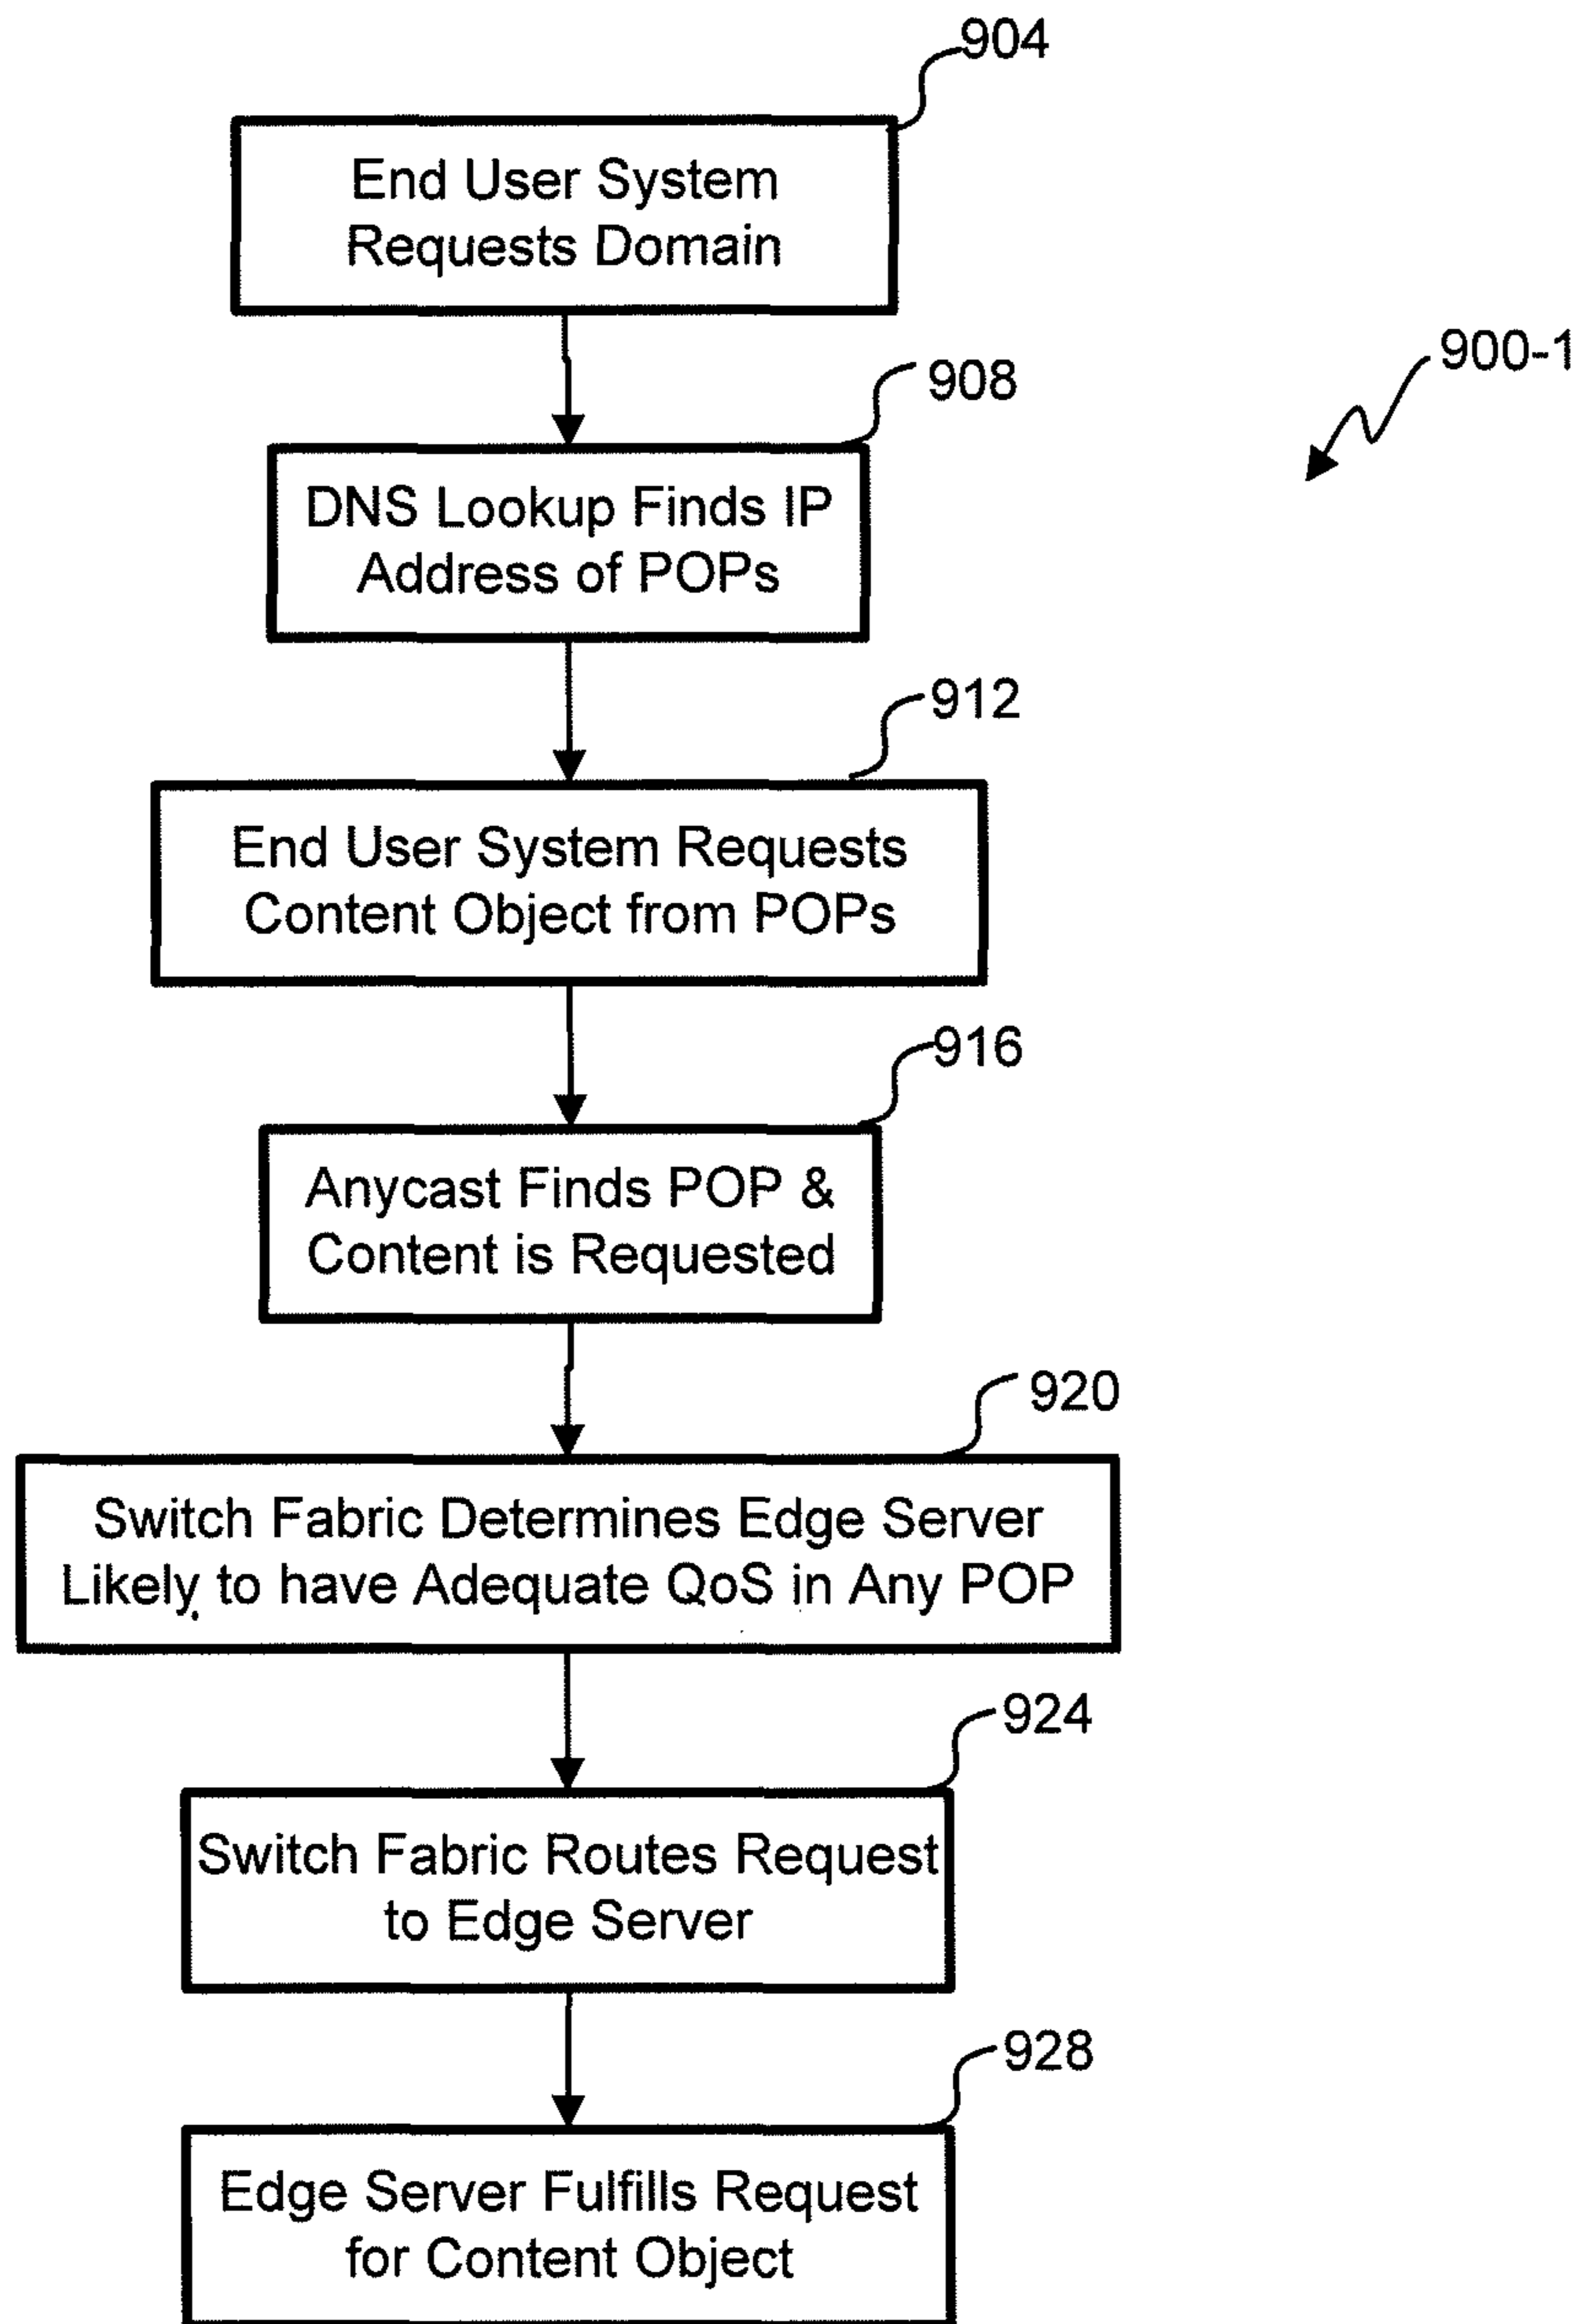 904
End User System
Requests Domain
900-1
908
DNS Lookup Finds IP
Address of POPs
912
End User System Requests
Content Object from POPs
916
Anycast Finds POP &
Content is Requested
920
Switch Fabric Determines Edge Server
Likely to have Adequate QoS in Any POP
924
Switch Fabric Routes Request
to Edge Server
928
Edge Server Fulfills Request
for Content Object